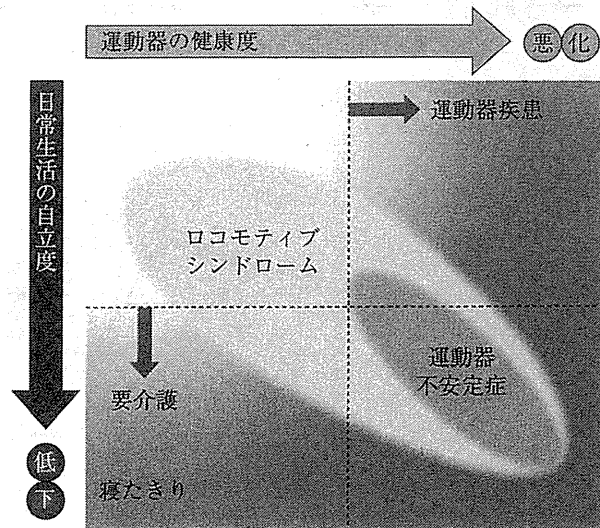 運動器の健康度
悪化
日常生活の自立度
低下
運動器疾患
ロコモティブ
シンドローム
運動器
不安定症
要介護
寝たきり